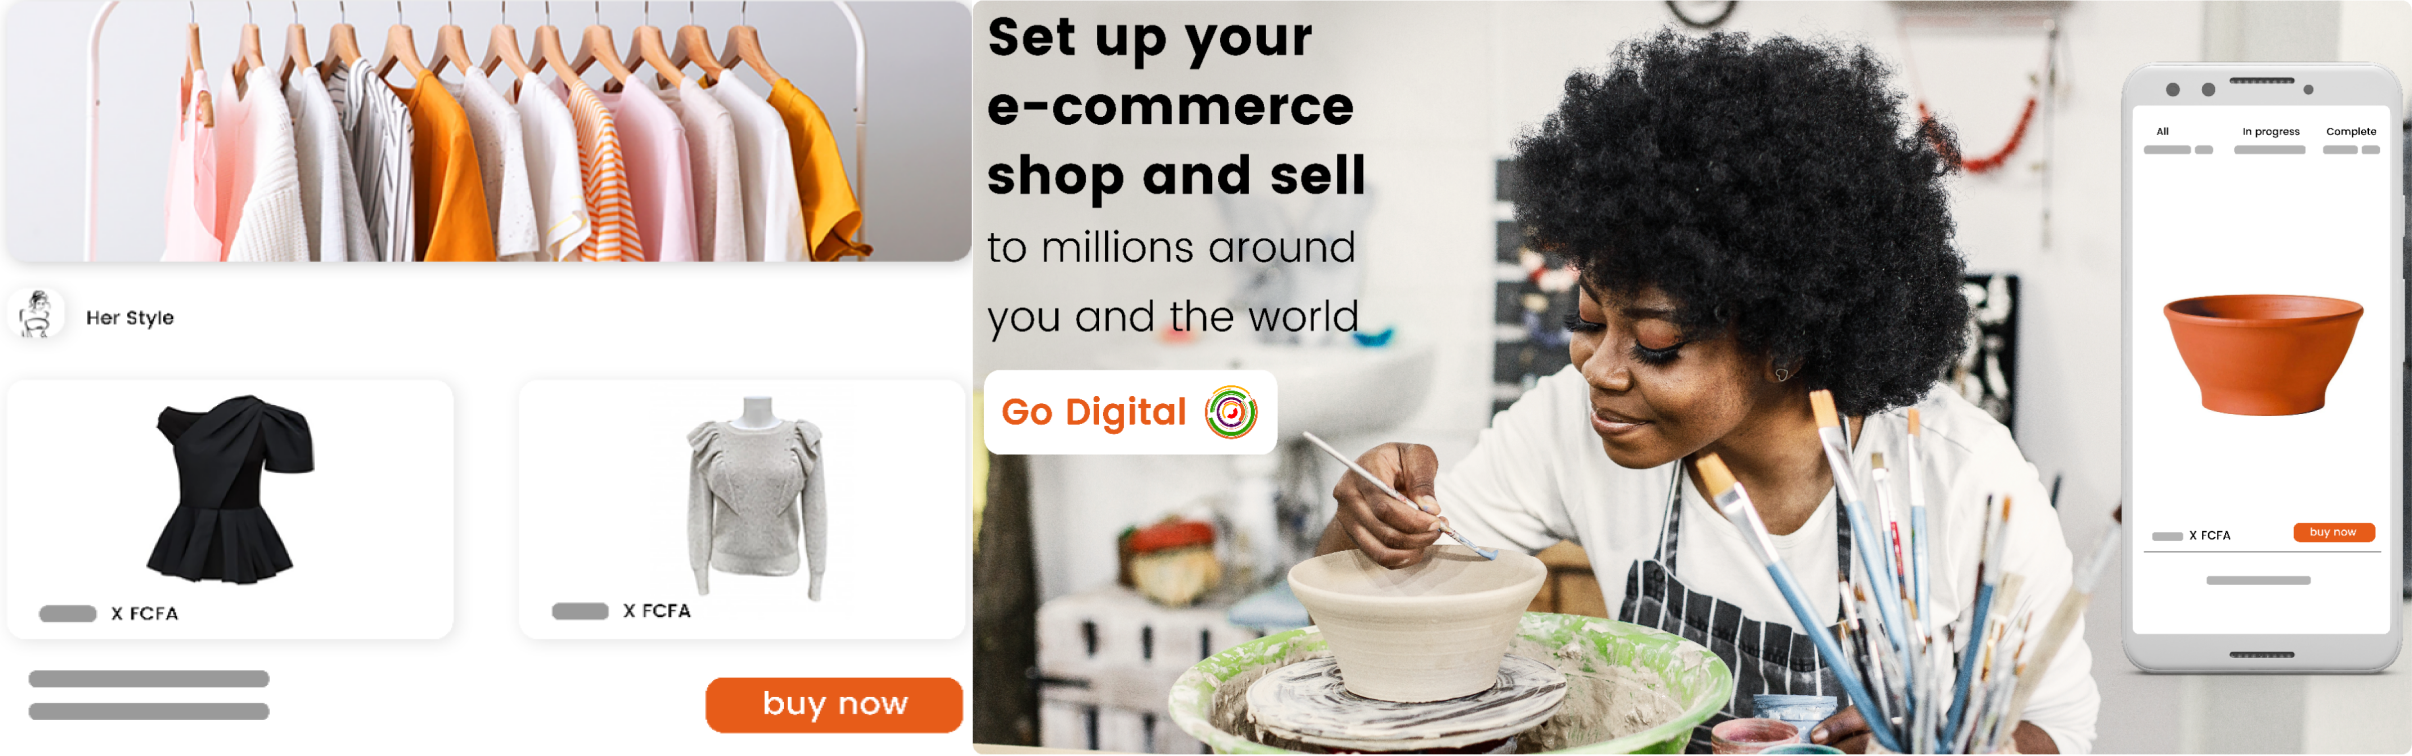 Her Style
X FCFA
X FCFA
buy now
Set up your
e-commerce
shop and sell
to millions around
you and the world
Go Digital
All In progress Complete
X FCFA
buy now